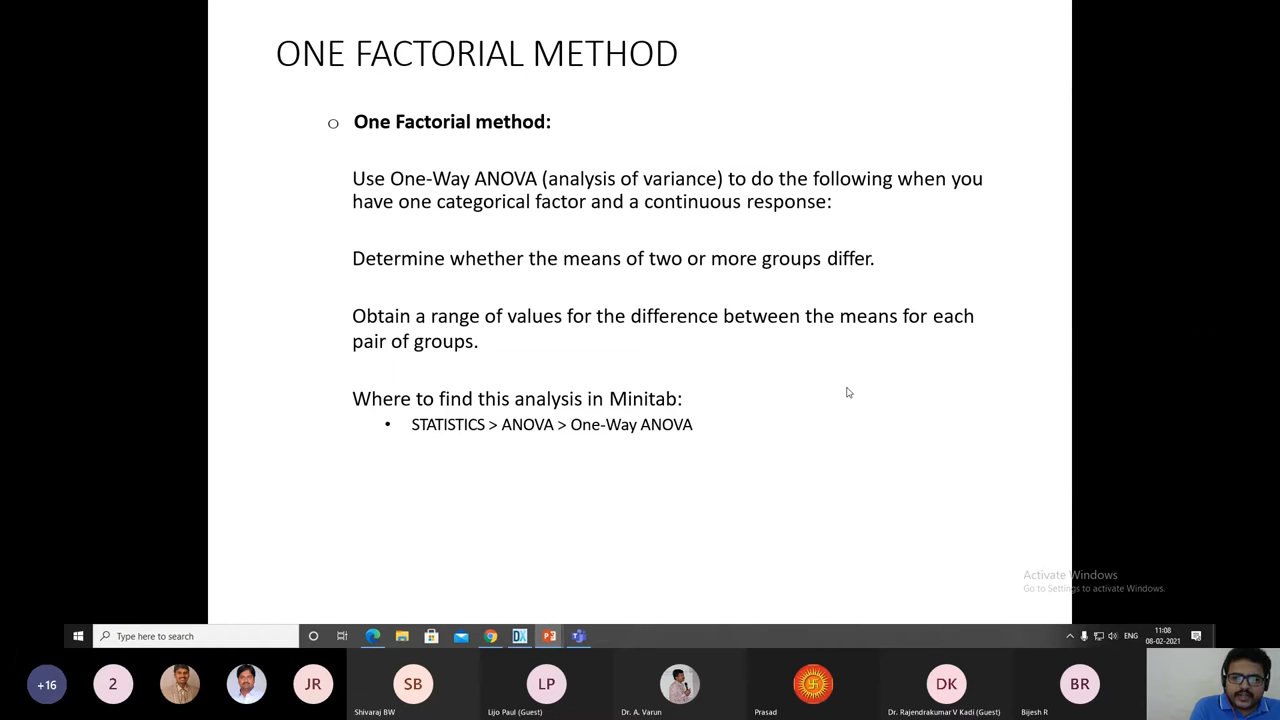 ONE FACTORIAL METHOD
One Factorial method:
Use One-Way ANOVA (analysis of variance) to do the following when you
have one categorical factor and a continuous response:
Determine whether the means of two or more groups differ.
Obtain a range of values for the difference between the means for each
pair of groups.
Where to find this analysis in Minitab:
• STATISTICS > ANOVA > One-Way ANOVA
Activate Windows
Go to Settings to activate Windows.
Type here to search
DX
ENG
11:08
08-02-2021
+16
2
JR
SB
LP
DK
BR
Shivaraj BW
Lijo Paul (Guest)
Dr. A. Varun
Prasad
Dr. Rajendrakumar V Kadi (Guest)
Bijesh R